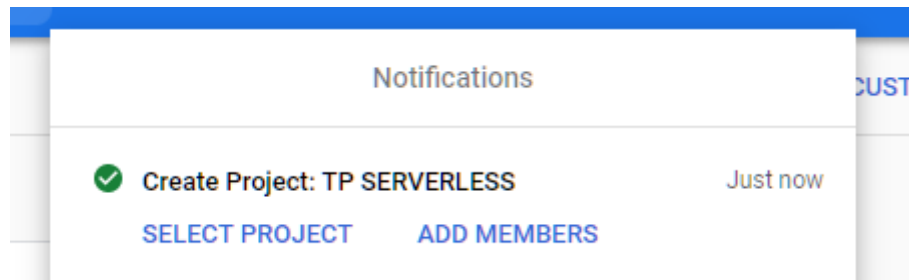 Notifications
CUST
Create Project: TP SERVERLESS Just now
SELECT PROJECT ADD MEMBERS